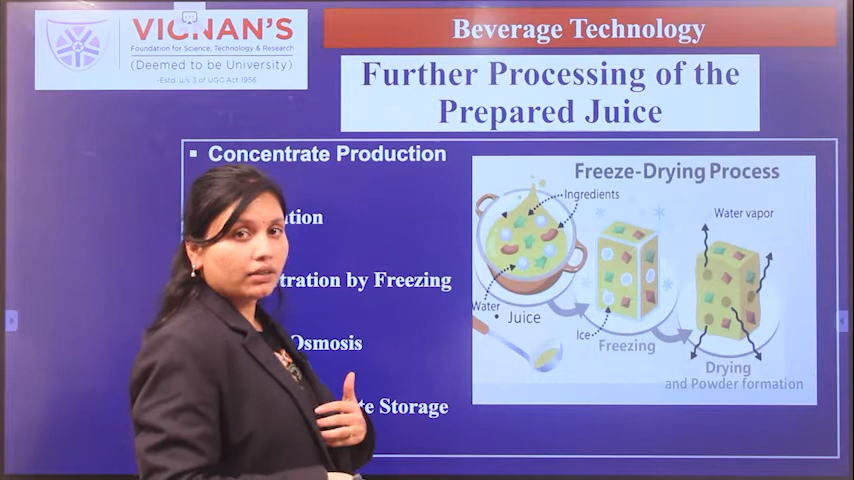 VIGNAN'S
Foundation for Science, Technology & Research
(Deemed to be University)
-Estd. u/s 3 of UGC Act 1956
Beverage Technology
Further Processing of the
Prepared Juice
▪ Concentrate Production
tration by Freezing
Osmosis
te Storage
Freeze-Drying Process
Ingredients
Water
• Juice
Ice
Freezing
Water vapor
Drying
and Powder formation